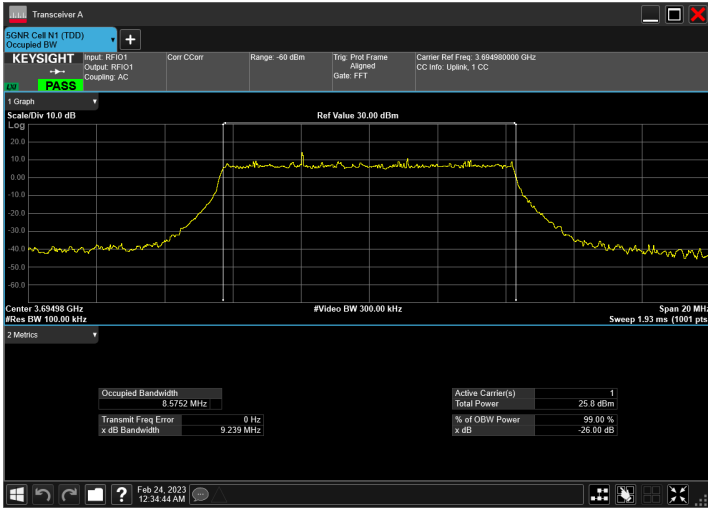 Transceiver A
5GNR Cell N1 (TDD)
Occupied BW
KEYSIGHT
LXI
PASS
Input: RFIO1
Output: RFIO1
Coupling: AC
Corr CCorr
Range: -60 dBm
Trig: Prot Frame
Aligned
Gate: FFT
Carrier Ref Freq: 3.694980000 GHz
CC Info: Uplink, 1 CC
1 Graph
Scale/Div 10.0 dB
Ref Value 30.00 dBm
Log
20.0
10.0
0.00
-10.0
-20.0
-30.0
-40.0
-50.0
-60.0
Center 3.69498 GHz
#Video BW 300.00 kHz
Span 20 MHz
#Res BW 100.00 kHz
Sweep 1.93 ms (1001 pts
2 Metrics
Occupied Bandwidth
8.5752 MHz
Transmit Freq Error 0 Hz
x dB Bandwidth 9.239 MHz
Active Carrier(s) 1
Total Power 25.8 dBm
% of OBW Power 99.00 %
x dB -26.00 dB
?
Feb 24, 2023
12:34:44 AM